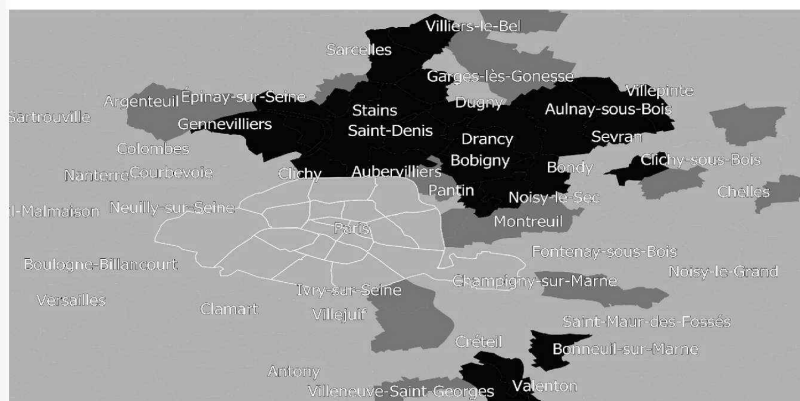 Villiers-le-Bel
Sarcelles
Garges-lès-Gonesse
Villepinte
Argenteuil
Épinay-sur-Seine
Dugny
Aulnay-sous-Bois
Sartrouville
Stains
Gennevilliers
Saint-Denis
Drancy
Sevran
Colombes
Bobigny
Clichy-sous-Bois
Nanterre
Courbevoie
Clichy
Aubervilliers
Bondy
Pantin
Chelles
Noisy-le-Sec
l-Malmaison
Neuilly-sur-Seine
Montreuil
Paris
Fontenay-sous-Bois
Boulogne-Billancourt
Noisy-le-Grand
Champigny-sur-Marne
Ivry-sur-Seine
Versailles
Clamart
Villejuif
Saint-Maur-des-Fossés
Créteil
Bonneuil-sur-Marne
Antony
Villeneuve-Saint-Georges
Valenton